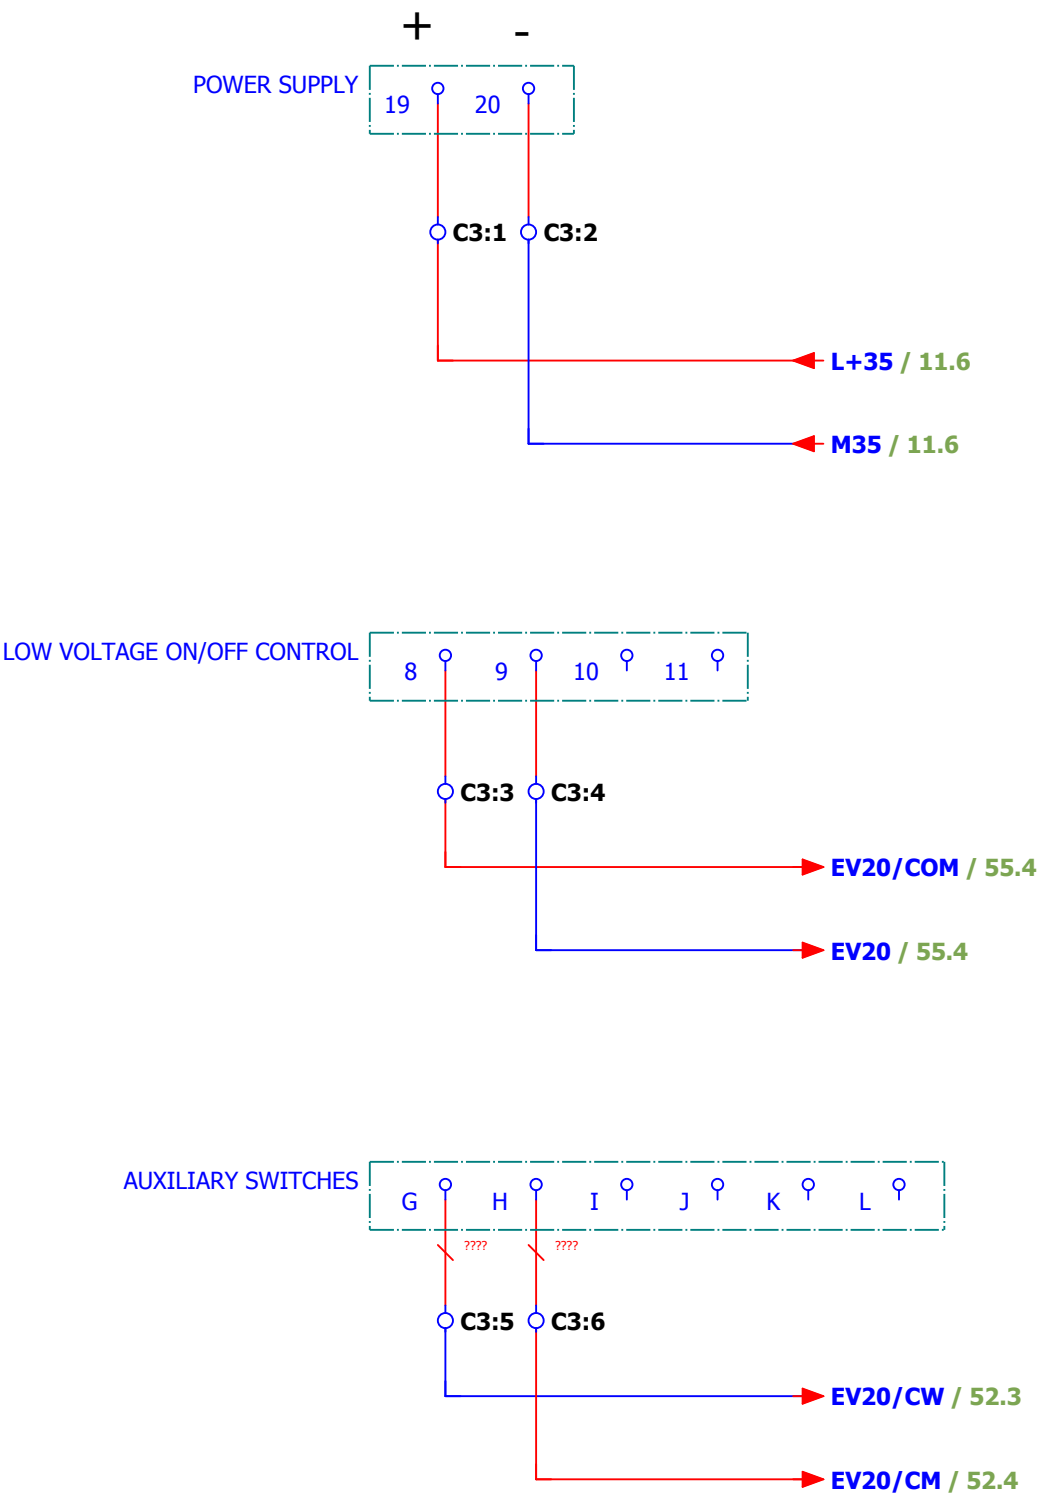 + -
POWER SUPPLY
19 20
C3:1 C3:2
L+35 / 11.6
M35 / 11.6
LOW VOLTAGE ON/OFF CONTROL
8 9 10 11
C3:3 C3:4
EV20/COM / 55.4
EV20 / 55.4
AUXILIARY SWITCHES
G H I J K L
???? ????
C3:5 C3:6
EV20/CW / 52.3
EV20/CM / 52.4